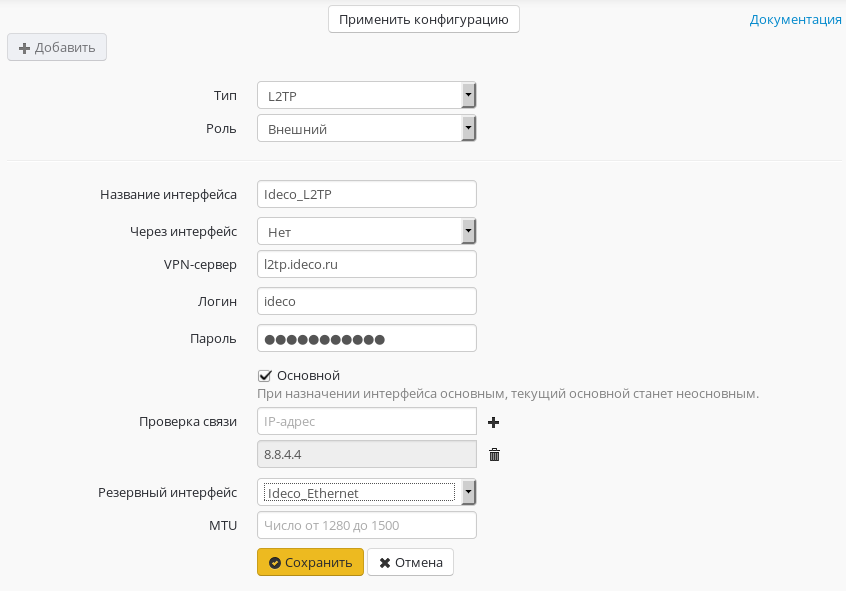 Применить конфигурацию
Документация
Добавить
Тип L2TP
Роль Внешний
Название интерфейса Ideco_L2TP
Через интерфейс Нет
VPN-сервер l2tp.ideco.ru
Логин ideco
Пароль ●●●●●●●●●●●
Основной
При назначении интерфейса основным, текущий основной станет неосновным.
Проверка связи IP-адрес
8.8.4.4
Резервный интерфейс Ideco_Ethernet
MTU Число от 1280 до 1500
Сохранить Отмена